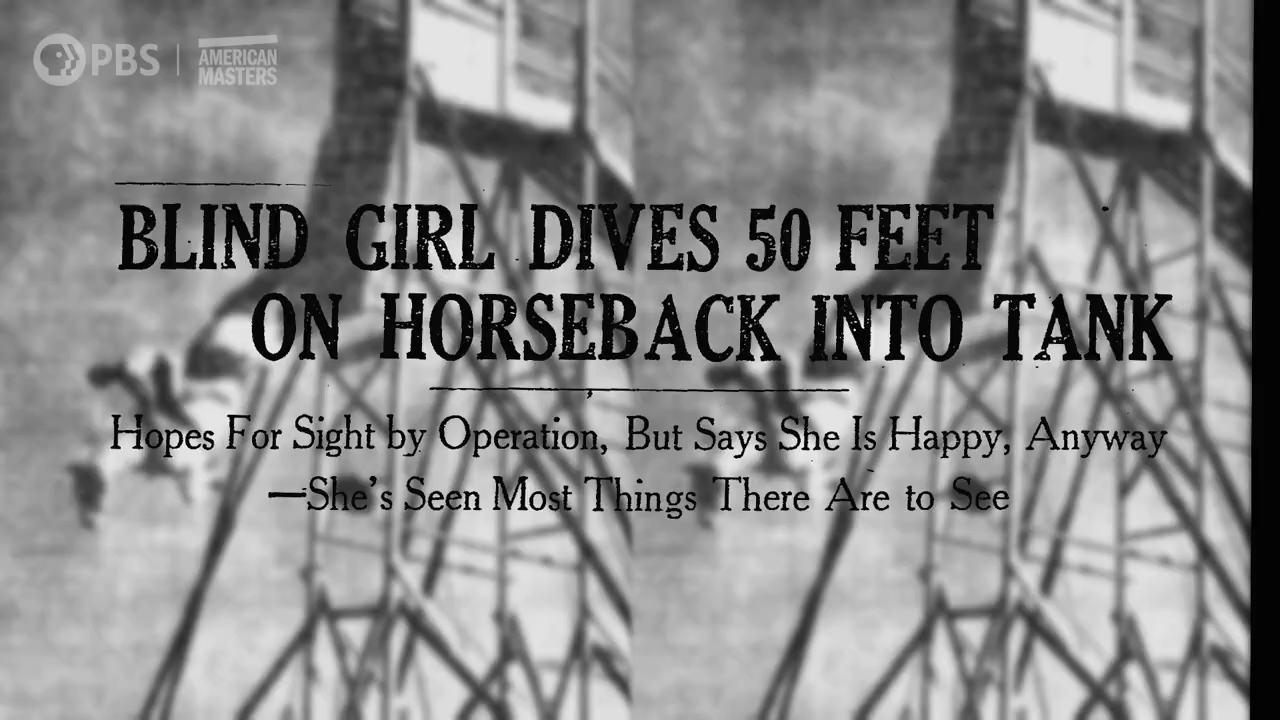 PBS
AMERICAN
MASTERS
BLIND GIRL DIVES 50 FEET
ON HORSEBACK INTO TANK
Hopes For Sight by Operation, But Says She Is Happy, Anyway
—She's Seen Most Things There Are to See